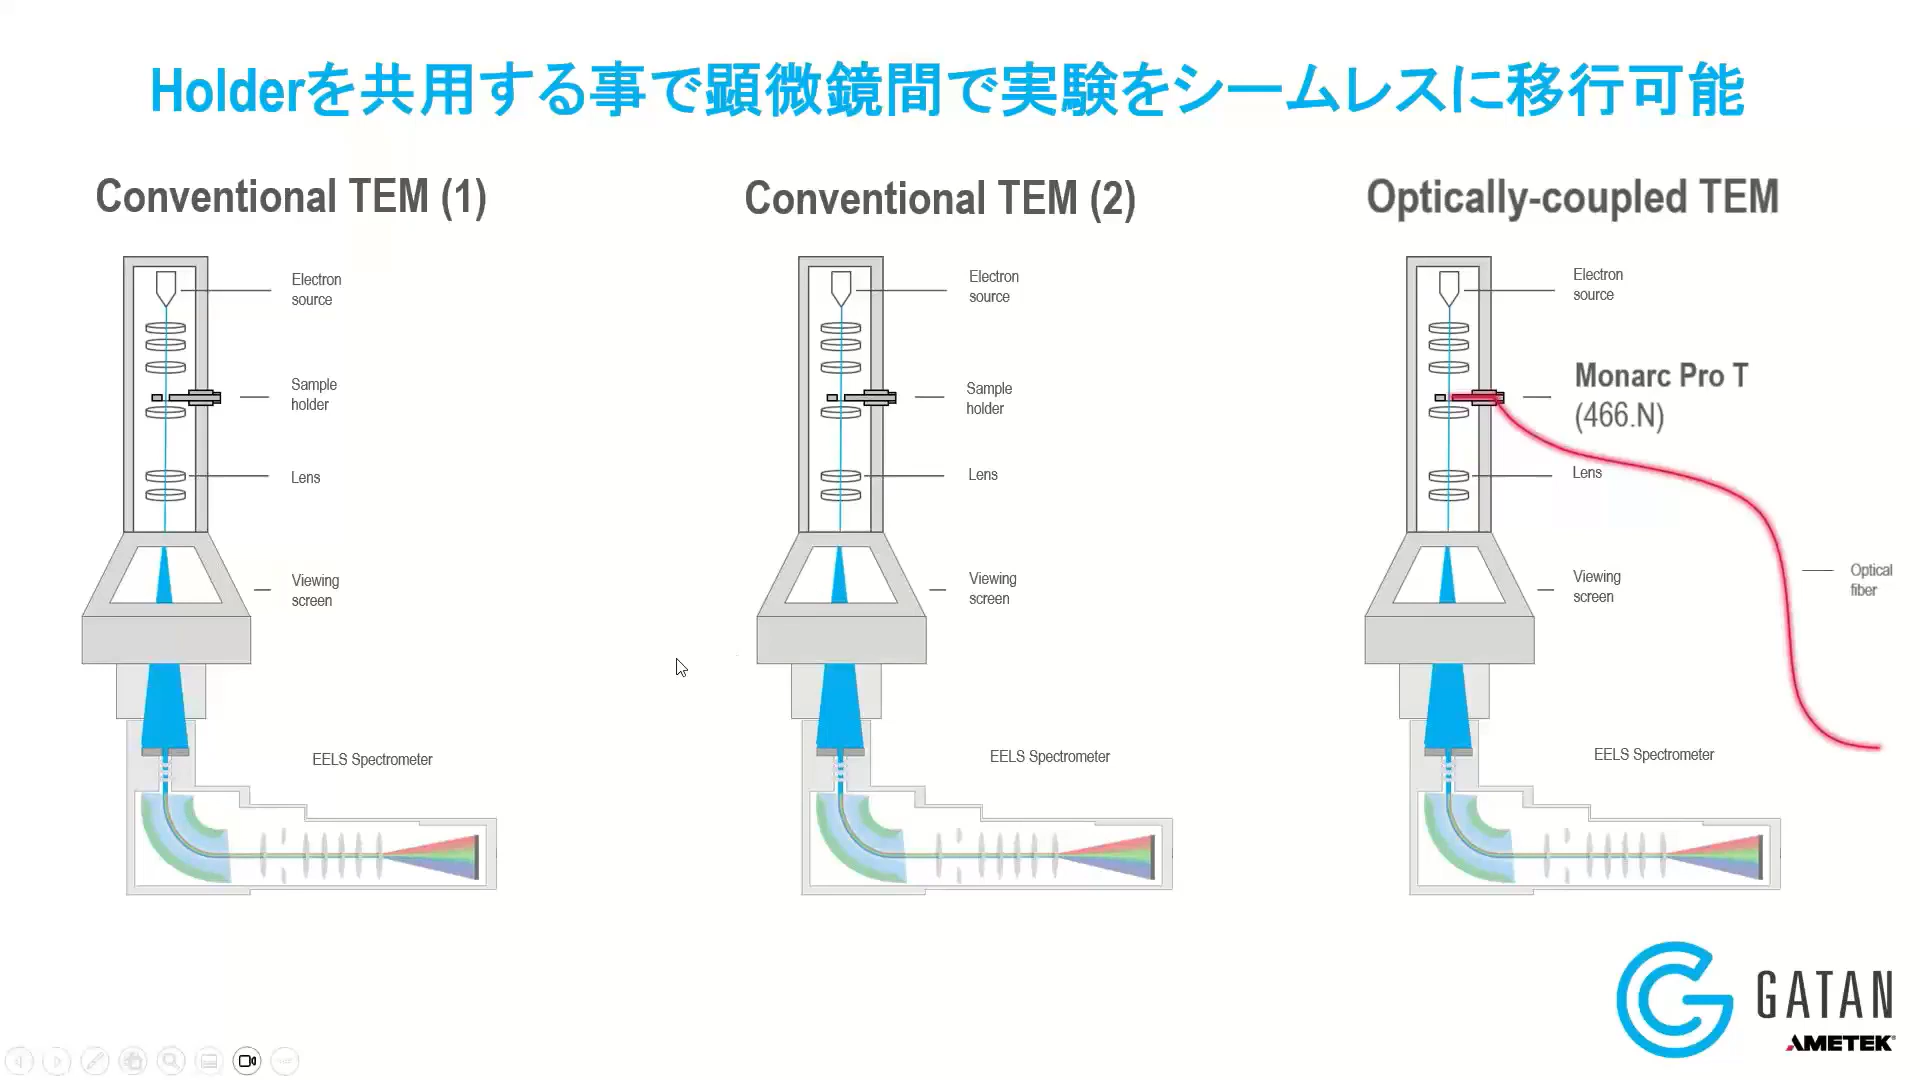 Holderを共用する事で顕微鏡間で実験をシームレスに移行可能
Conventional TEM (1)
Electron
source
Sample
holder
Lens
Viewing
screen
EELS Spectrometer
Conventional TEM (2)
Electron
source
Sample
holder
Lens
Viewing
screen
EELS Spectrometer
Optically-coupled TEM
Electron
source
Monarc Pro T
(466.N)
Lens
Viewing
screen
Optical
fiber
EELS Spectrometer
GATAN
AMETEK®